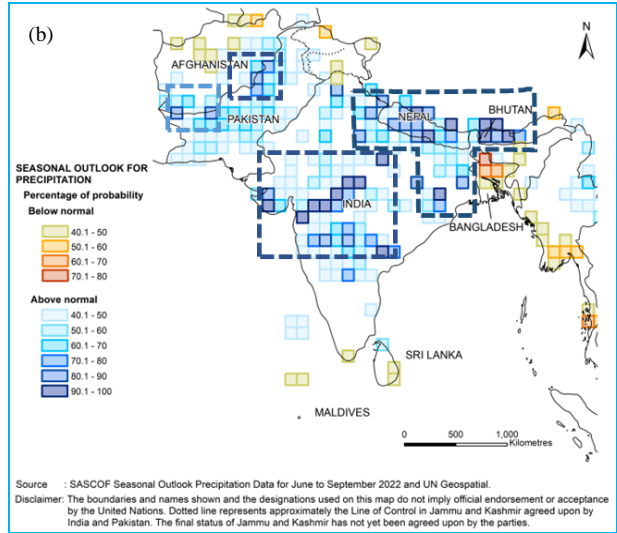 (b)
N
AFGHANISTAN
PAKISTAN
NEPAL
BHUTAN
INDIA
BANGLADESH
SRI LANKA
MALDIVES
SEASONAL OUTLOOK FOR
PRECIPITATION
Percentage of probability
Below normal
40.1 - 50
50.1 - 60
60.1 - 70
70.1 - 80
Above normal
40.1 - 50
50.1 - 60
60.1 - 70
70.1 - 80
80.1 - 90
90.1 - 100
0 500 1,000
Kilometres
Source : SASCOF Seasonal Outlook Precipitation Data for June to September 2022 and UN Geospatial.
Disclaimer: The boundaries and names shown and the designations used on this map do not imply official endorsement or acceptance
by the United Nations. Dotted line represents approximately the Line of Control in Jammu and Kashmir agreed upon by
India and Pakistan. The final status of Jammu and Kashmir has not yet been agreed upon by the parties.